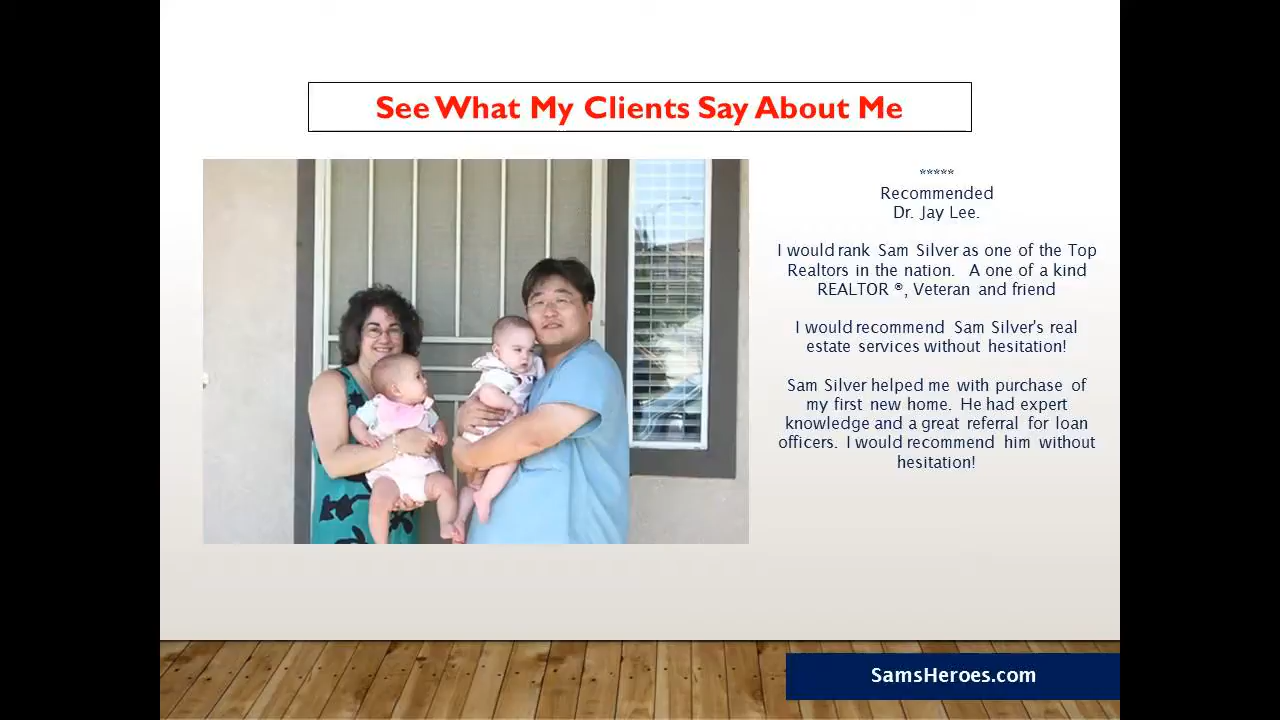 See What My Clients Say About Me
*****
Recommended
Dr. Jay Lee.
I would rank Sam Silver as one of the Top
Realtors in the nation. A one of a kind
REALTOR ®, Veteran and friend
I would recommend Sam Silver's real
estate services without hesitation!
Sam Silver helped me with purchase of
my first new home. He had expert
knowledge and a great referral for loan
officers. I would recommend him without
hesitation!
SamsHeroes.com